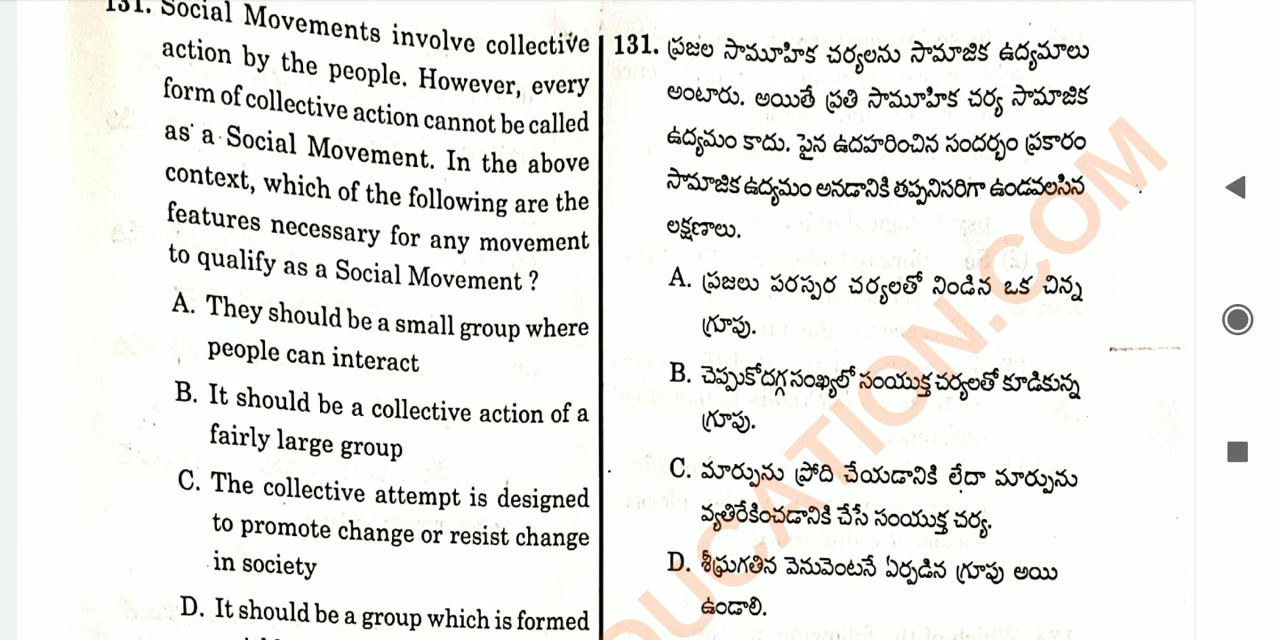 131. Social Movements involve collective
action by the people. However, every
form of collective action cannot be called
as a Social Movement. In the above
context, which of the following are the
features necessary for any movement
to qualify as a Social Movement ?
A. They should be a small group where
people can interact
B. It should be a collective action of a
fairly large group
C. The collective attempt is designed
to promote change or resist change
in society
D. It should be a group which is formed
131. ప్రజల సామూహిక చర్యలను సామాజిక ఉద్యమాలు
అంటారు. అయితే ప్రతి సామూహిక చర్య సామాజిక
ఉద్యమం కాదు. పైన ఉదహరించిన సందర్భం ప్రకారం
సామాజిక ఉద్యమం అనడానికి తప్పనిసరిగా ఉండవలసిన
లక్షణాలు.
A. ప్రజలు పరస్పర చర్యలతో నిండిన ఒక చిన్న
గ్రూపు.
B. చెప్పుకోదగ్గ సంఖ్యలో సంయుక్త చర్యలతో కూడికున్న
గ్రూపు.
C. మార్పును ప్రోది చేయడానికి లేదా మార్పును
వ్యతిరేకించడానికి చేసే సంయుక్త చర్య.
D. శీఘ్రగతిన వెనువెంటనే ఏర్పడిన గ్రూపు అయి
ఉండాలి.
UCATION.COM